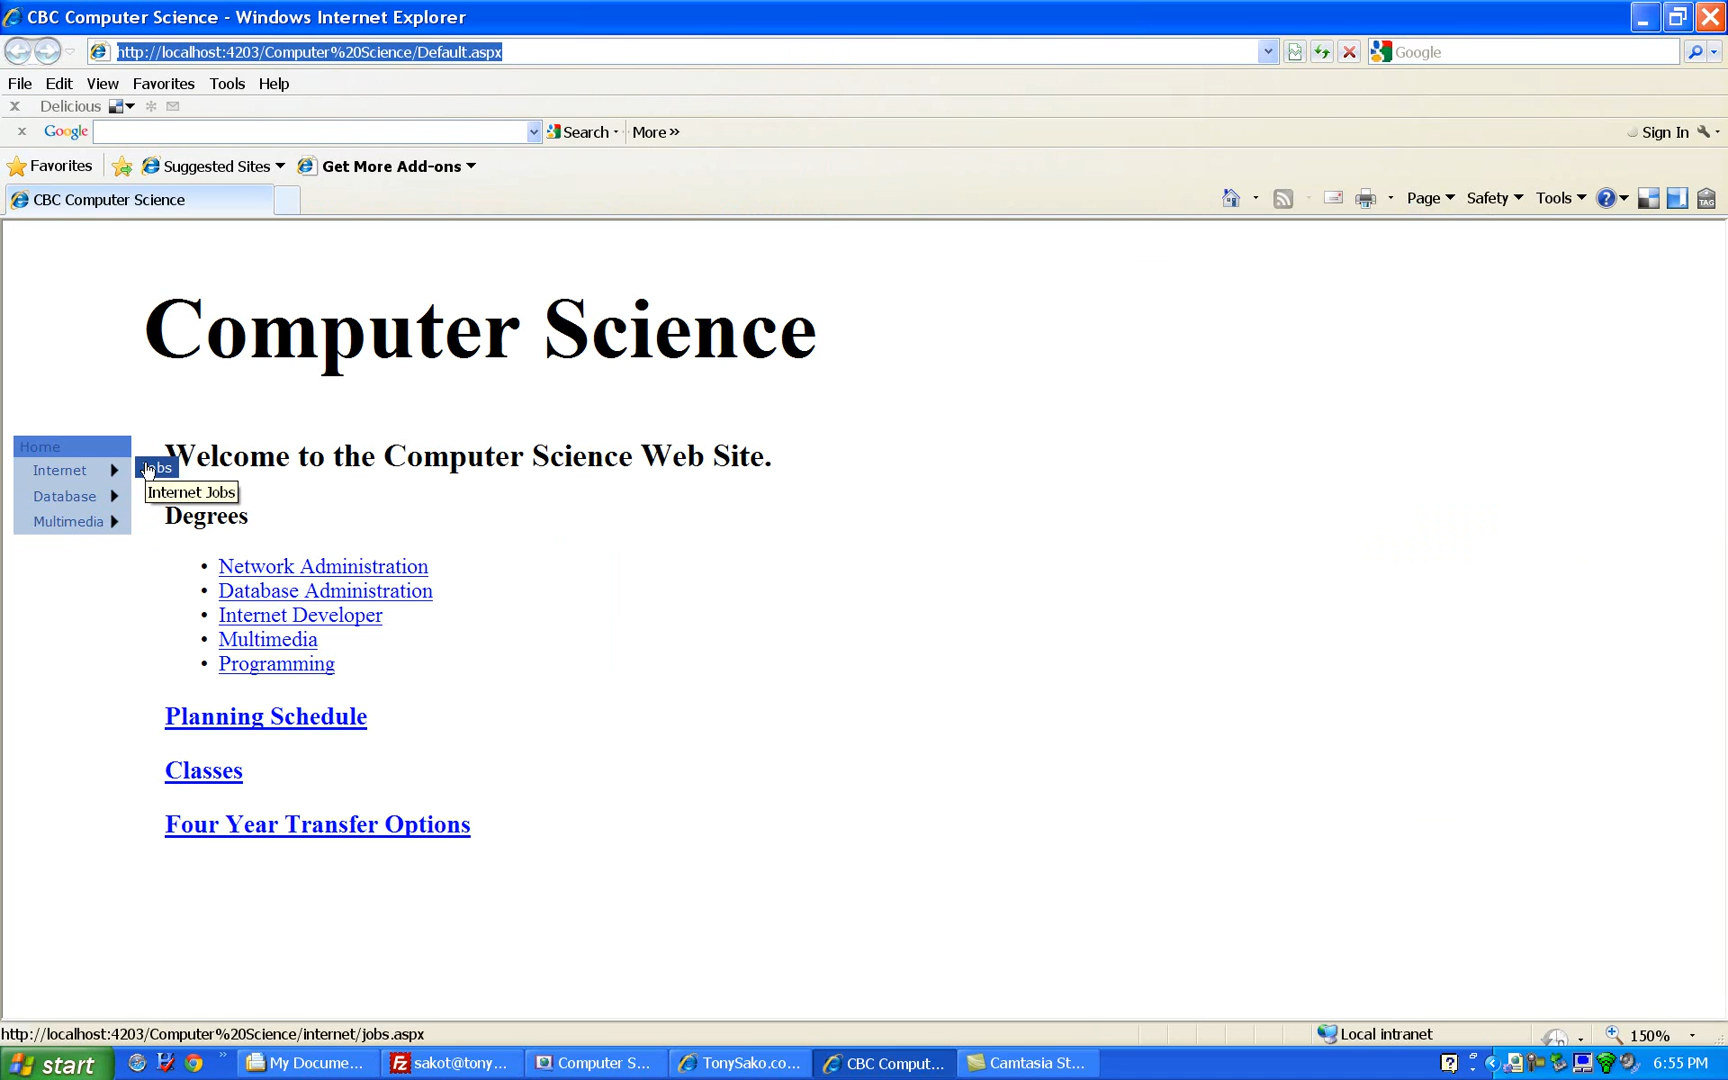 CBC Computer Science - Windows Internet Explorer
http://localhost:4203/Computer%20Science/Default.aspx
Google
File Edit View Favorites Tools Help
x Delicious
x Google Search More »
Sign In
Favorites Suggested Sites Get More Add-ons
CBC Computer Science
Page Safety Tools
TAG
Computer Science
Home
Internet
Database
Multimedia
Jobs
Internet Jobs
Welcome to the Computer Science Web Site.
Degrees
• Network Administration
• Database Administration
• Internet Developer
• Multimedia
• Programming
Planning Schedule
Classes
Four Year Transfer Options
http://localhost:4203/Computer%20Science/internet/jobs.aspx
Local intranet
150%
start
My Docume...
sakot@tony...
Computer S...
TonySako.co...
CBC Comput...
Camtasia St...
6:55 PM